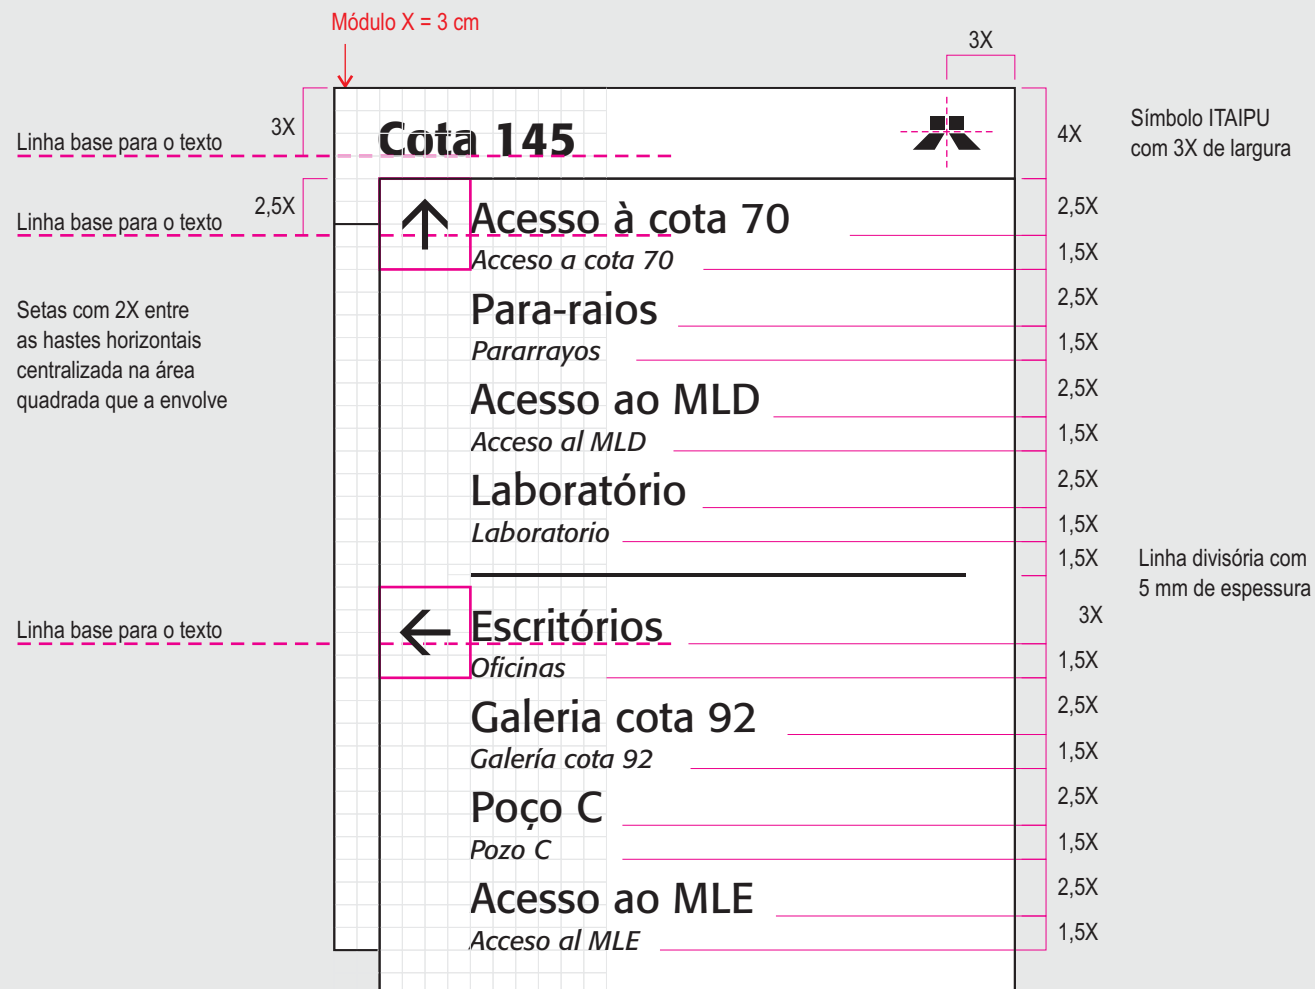 Módulo X = 3 cm
3X
3X
Linha base para o texto
Cota 145
4X
Símbolo ITAIPU
com 3X de largura
2,5X
Linha base para o texto
Acesso à cota 70
2,5X
Acceso a cota 70
1,5X
Setas com 2X entre
as hastes horizontais
centralizada na área
quadrada que a envolve
Para-raios
2,5X
Pararrayos
1,5X
Acesso ao MLD
2,5X
Acceso al MLD
1,5X
Laboratório
2,5X
Laboratorio
1,5X
1,5X
Linha divisória com
5 mm de espessura
Linha base para o texto
Escritórios
3X
Oficinas
1,5X
Galeria cota 92
2,5X
Galería cota 92
1,5X
Poço C
2,5X
Pozo C
1,5X
Acesso ao MLE
2,5X
Acceso al MLE
1,5X